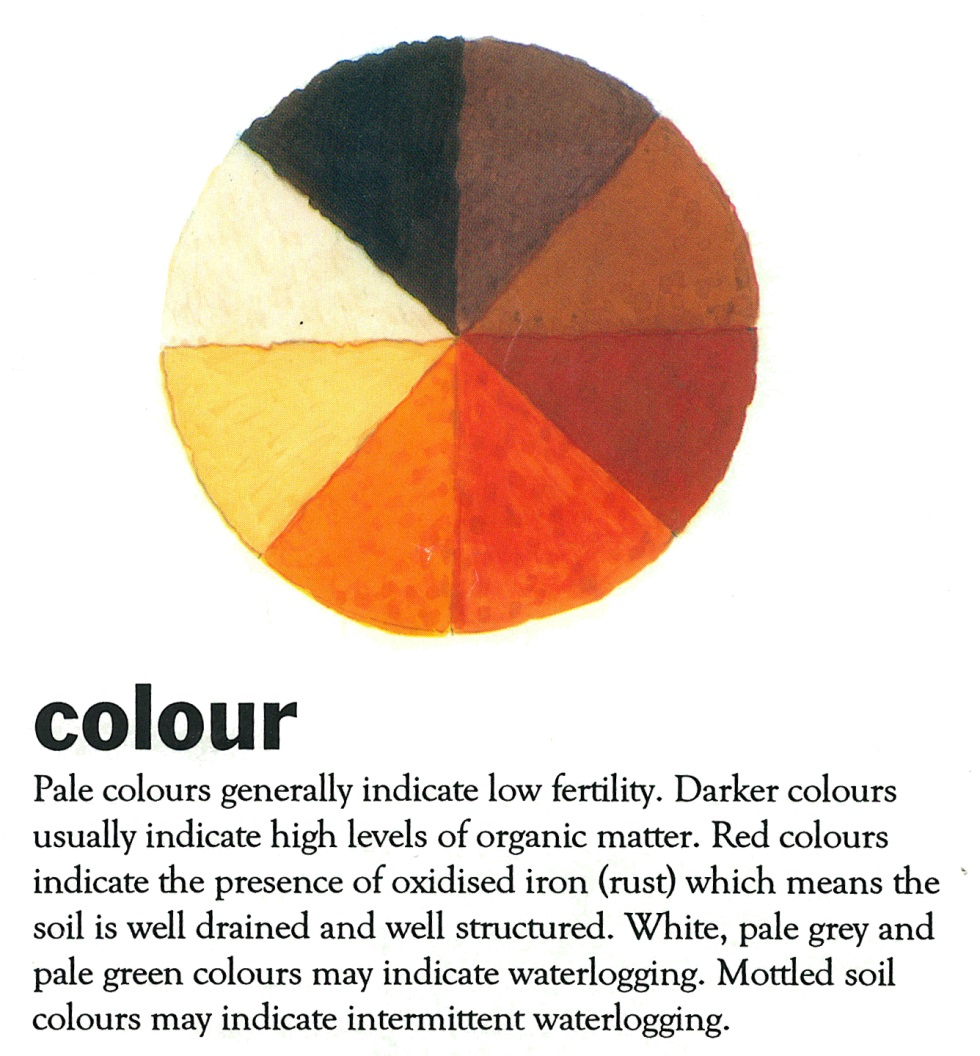 colour
Pale colours generally indicate low fertility. Darker colours
usually indicate high levels of organic matter. Red colours
indicate the presence of oxidised iron (rust) which means the
soil is well drained and well structured. White, pale grey and
pale green colours may indicate waterlogging. Mottled soil
colours may indicate intermittent waterlogging.